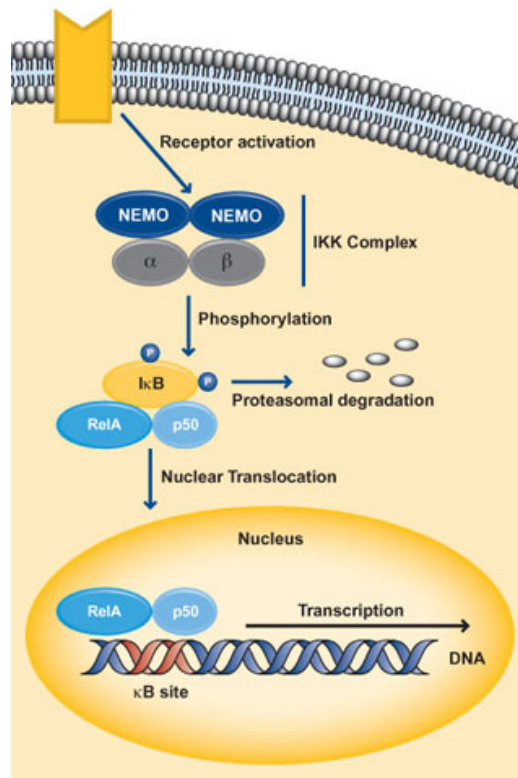 Receptor activation
NEMO NEMO
IKK Complex
α β
Phosphorylation
P
IκB P
Proteasomal degradation
RelA p50
Nuclear Translocation
Nucleus
RelA p50
Transcription
DNA
κB site